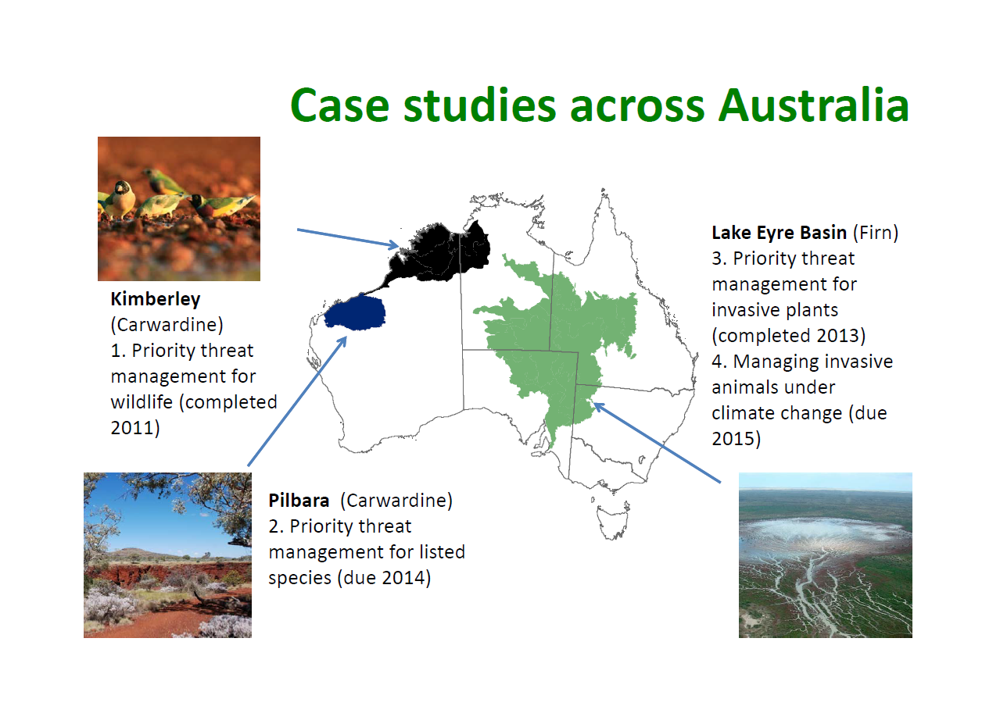 Case studies across Australia
Kimberley
(Carwardine)
1. Priority threat
management for
wildlife (completed
2011)
Pilbara (Carwardine)
2. Priority threat
management for listed
species (due 2014)
Lake Eyre Basin (Firn)
3. Priority threat
management for
invasive plants
(completed 2013)
4. Managing invasive
animals under
climate change (due
2015)